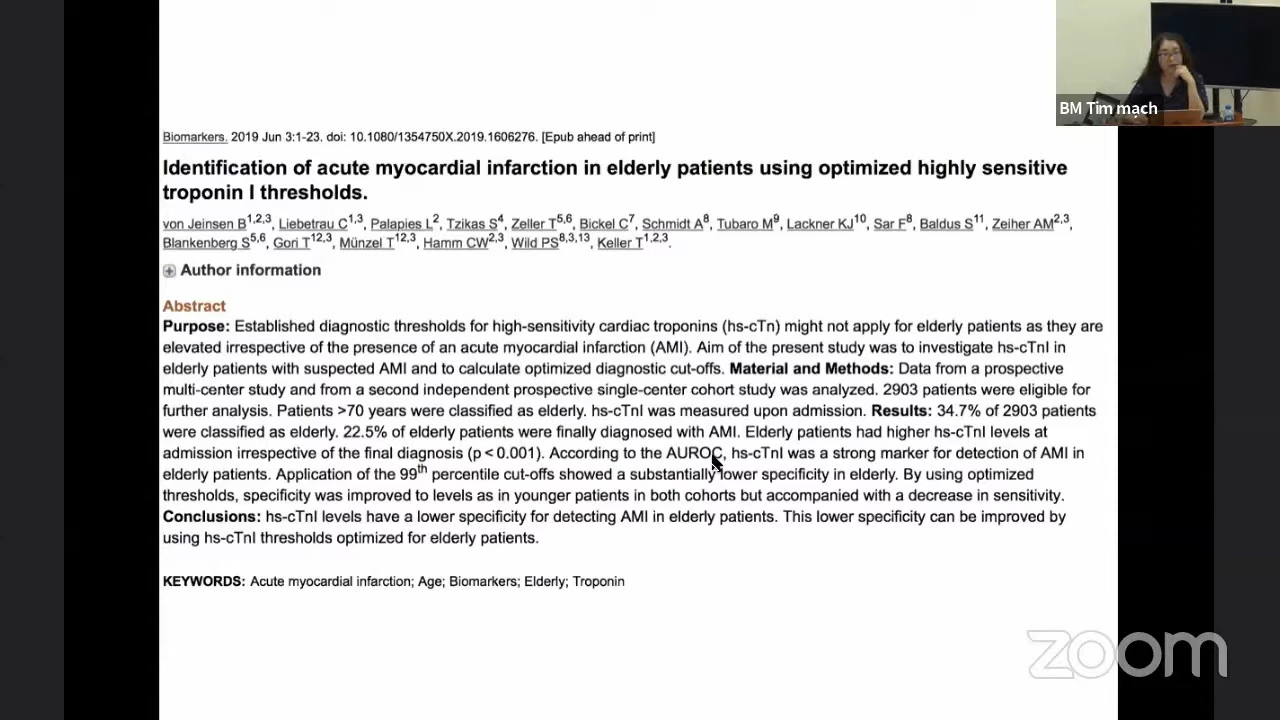 BM Tim mạch
Biomarkers. 2019 Jun 3:1-23. doi: 10.1080/1354750X.2019.1606276. [Epub ahead of print]
Identification of acute myocardial infarction in elderly patients using optimized highly sensitive
troponin I thresholds.
von Jeinsen B1,2,3, Liebetrau C1,3, Palapies L2, Tzikas S4, Zeller T5,6, Bickel C7, Schmidt A8, Tubaro M9, Lackner KJ10, Sar F8, Baldus S11, Zeiher AM2,3,
Blankenberg S5,6, Gori T12,3, Münzel T12,3, Hamm CW2,3, Wild PS8,3,13, Keller T1,2,3.
Author information
Abstract
Purpose: Established diagnostic thresholds for high-sensitivity cardiac troponins (hs-cTn) might not apply for elderly patients as they are
elevated irrespective of the presence of an acute myocardial infarction (AMI). Aim of the present study was to investigate hs-cTnI in
elderly patients with suspected AMI and to calculate optimized diagnostic cut-offs. Material and Methods: Data from a prospective
multi-center study and from a second independent prospective single-center cohort study was analyzed. 2903 patients were eligible for
further analysis. Patients >70 years were classified as elderly. hs-cTnI was measured upon admission. Results: 34.7% of 2903 patients
were classified as elderly. 22.5% of elderly patients were finally diagnosed with AMI. Elderly patients had higher hs-cTnI levels at
admission irrespective of the final diagnosis (p < 0.001). According to the AUROC, hs-cTnI was a strong marker for detection of AMI in
elderly patients. Application of the 99th percentile cut-offs showed a substantially lower specificity in elderly. By using optimized
thresholds, specificity was improved to levels as in younger patients in both cohorts but accompanied with a decrease in sensitivity.
Conclusions: hs-cTnI levels have a lower specificity for detecting AMI in elderly patients. This lower specificity can be improved by
using hs-cTnI thresholds optimized for elderly patients.
KEYWORDS: Acute myocardial infarction; Age; Biomarkers; Elderly; Troponin
zoom